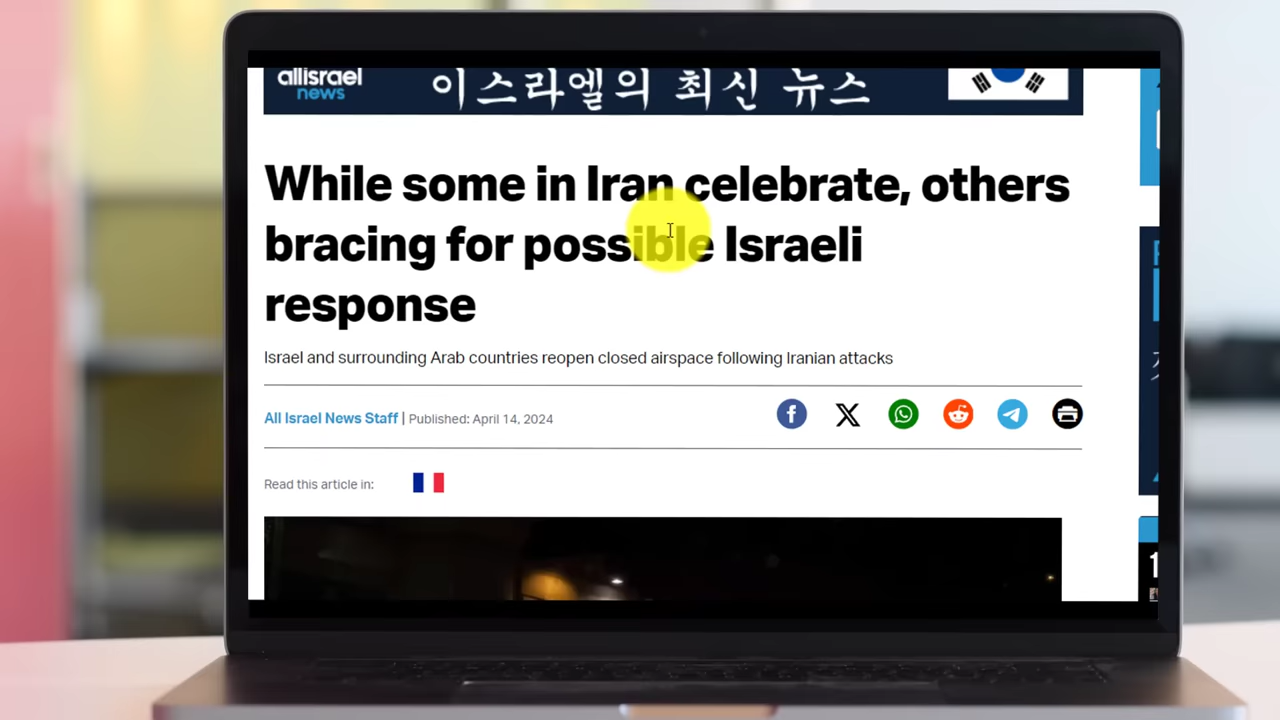 allisrael
news
이스라엘의 최신 뉴스
While some in Iran celebrate, others
bracing for possible Israeli
response
Israel and surrounding Arab countries reopen closed airspace following Iranian attacks
All Israel News Staff | Published: April 14, 2024
Read this article in: